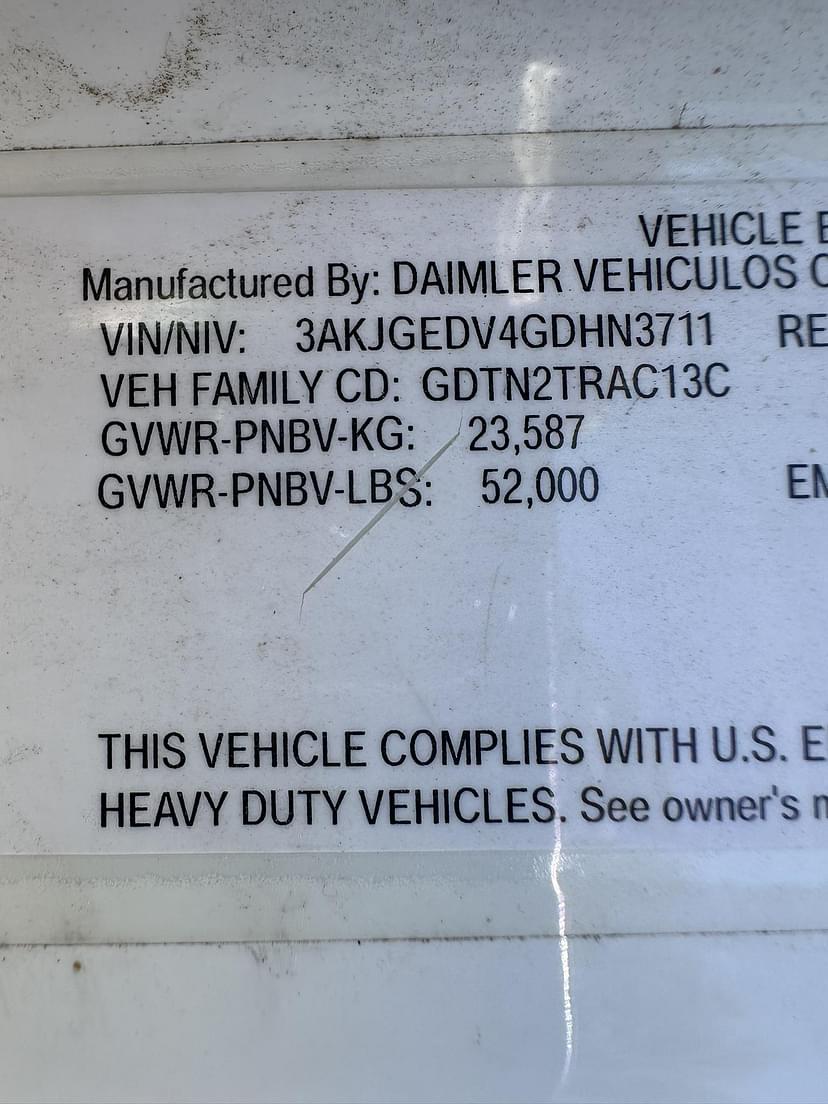 VEHICLE E
Manufactured By: DAIMLER VEHICULOS C
VIN/NIV: 3AKJGEDV4GDHN3711 RE
VEH FAMILY CD: GDTN2TRAC13C
GVWR-PNBV-KG: 23,587
GVWR-PNBV-LBS: 52,000 EM
THIS VEHICLE COMPLIES WITH U.S. E
HEAVY DUTY VEHICLES. See owner's m